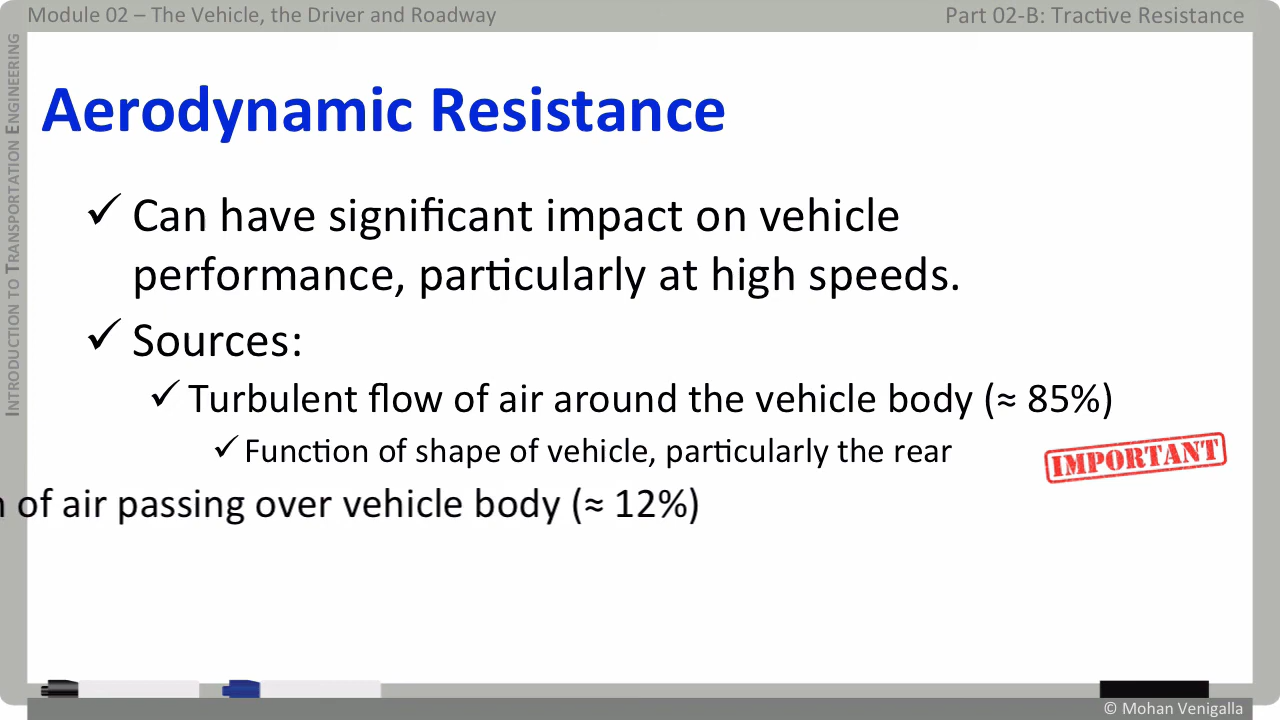 Module 02 – The Vehicle, the Driver and Roadway
Part 02-B: Tractive Resistance
INTRODUCTION TO TRANSPORTATION ENGINEERING
Aerodynamic Resistance
✓ Can have significant impact on vehicle
performance, particularly at high speeds.
✓ Sources:
✓ Turbulent flow of air around the vehicle body (≈ 85%)
✓ Function of shape of vehicle, particularly the rear
IMPORTANT
of air passing over vehicle body (≈ 12%)
© Mohan Venigalla